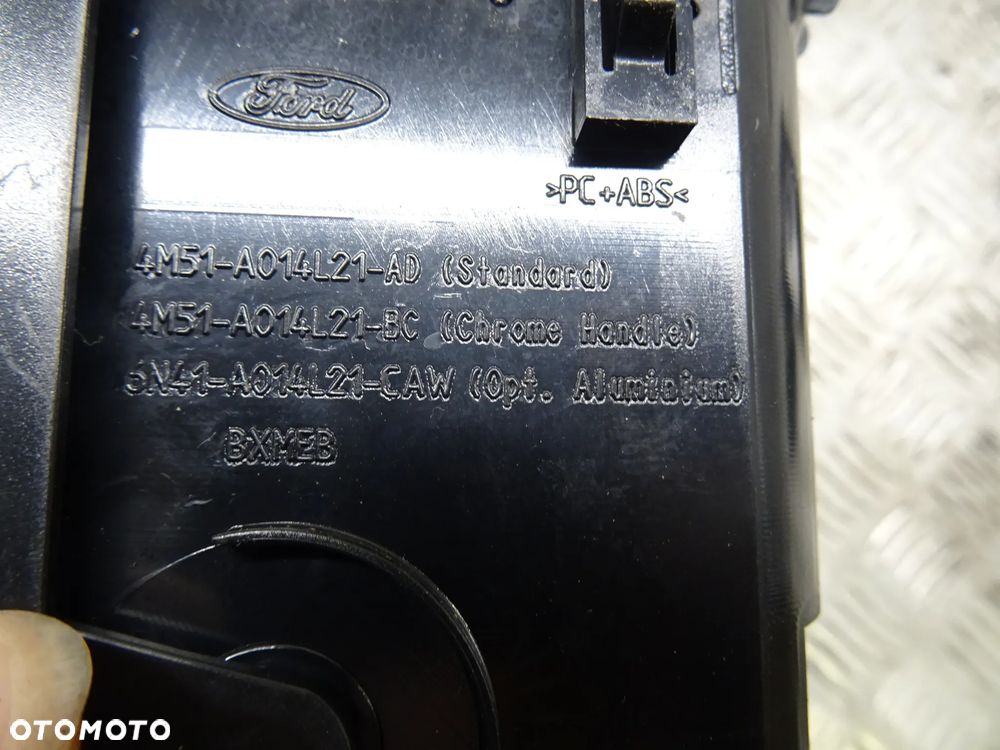 Ford
>PC+ABS<
4M51-A014L21-AD (Standard)
4M51-A014L21-BC (Chrome Handle)
6N41-A014L21-CAW (Opt. Aluminium)
BXMEB
OTOMOTO